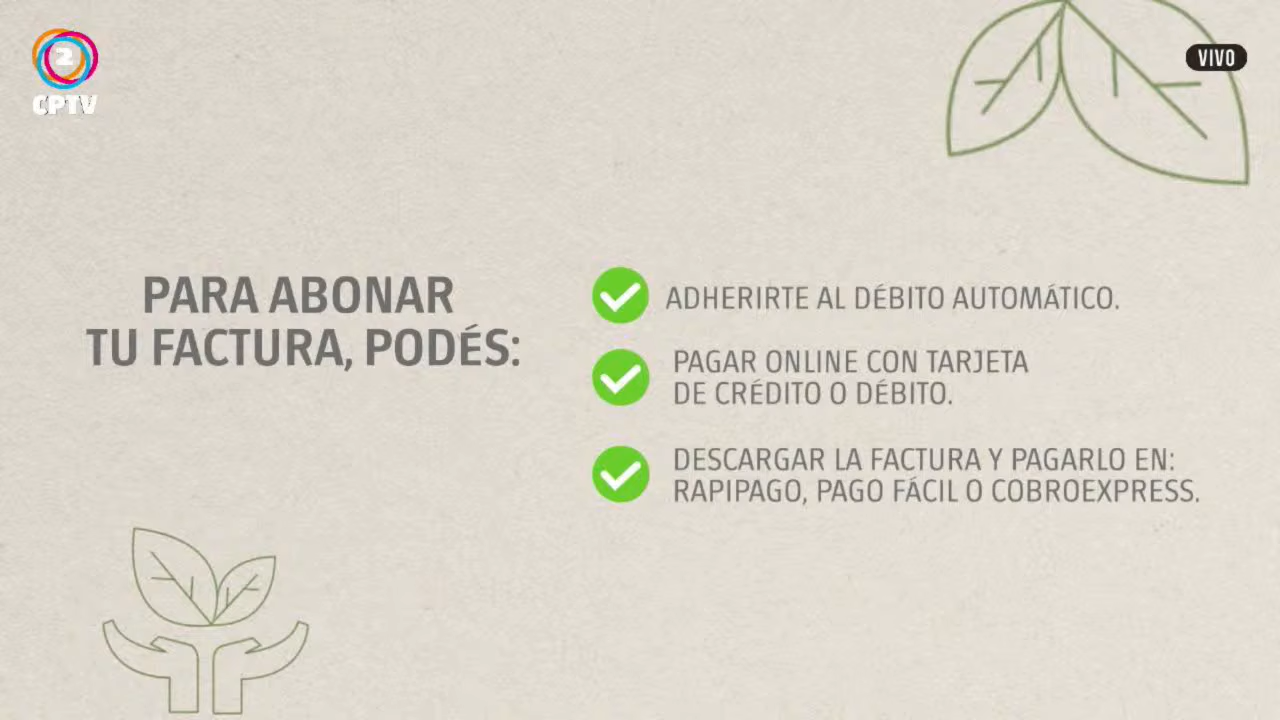 2
CPTV
VIVO
PARA ABONAR
TU FACTURA, PODÉS:
ADHERIRTE AL DÉBITO AUTOMÁTICO.
PAGAR ONLINE CON TARJETA
DE CRÉDITO O DÉBITO.
DESCARGAR LA FACTURA Y PAGARLO EN:
RAPIPAGO, PAGO FÁCIL O COBROEXPRESS.